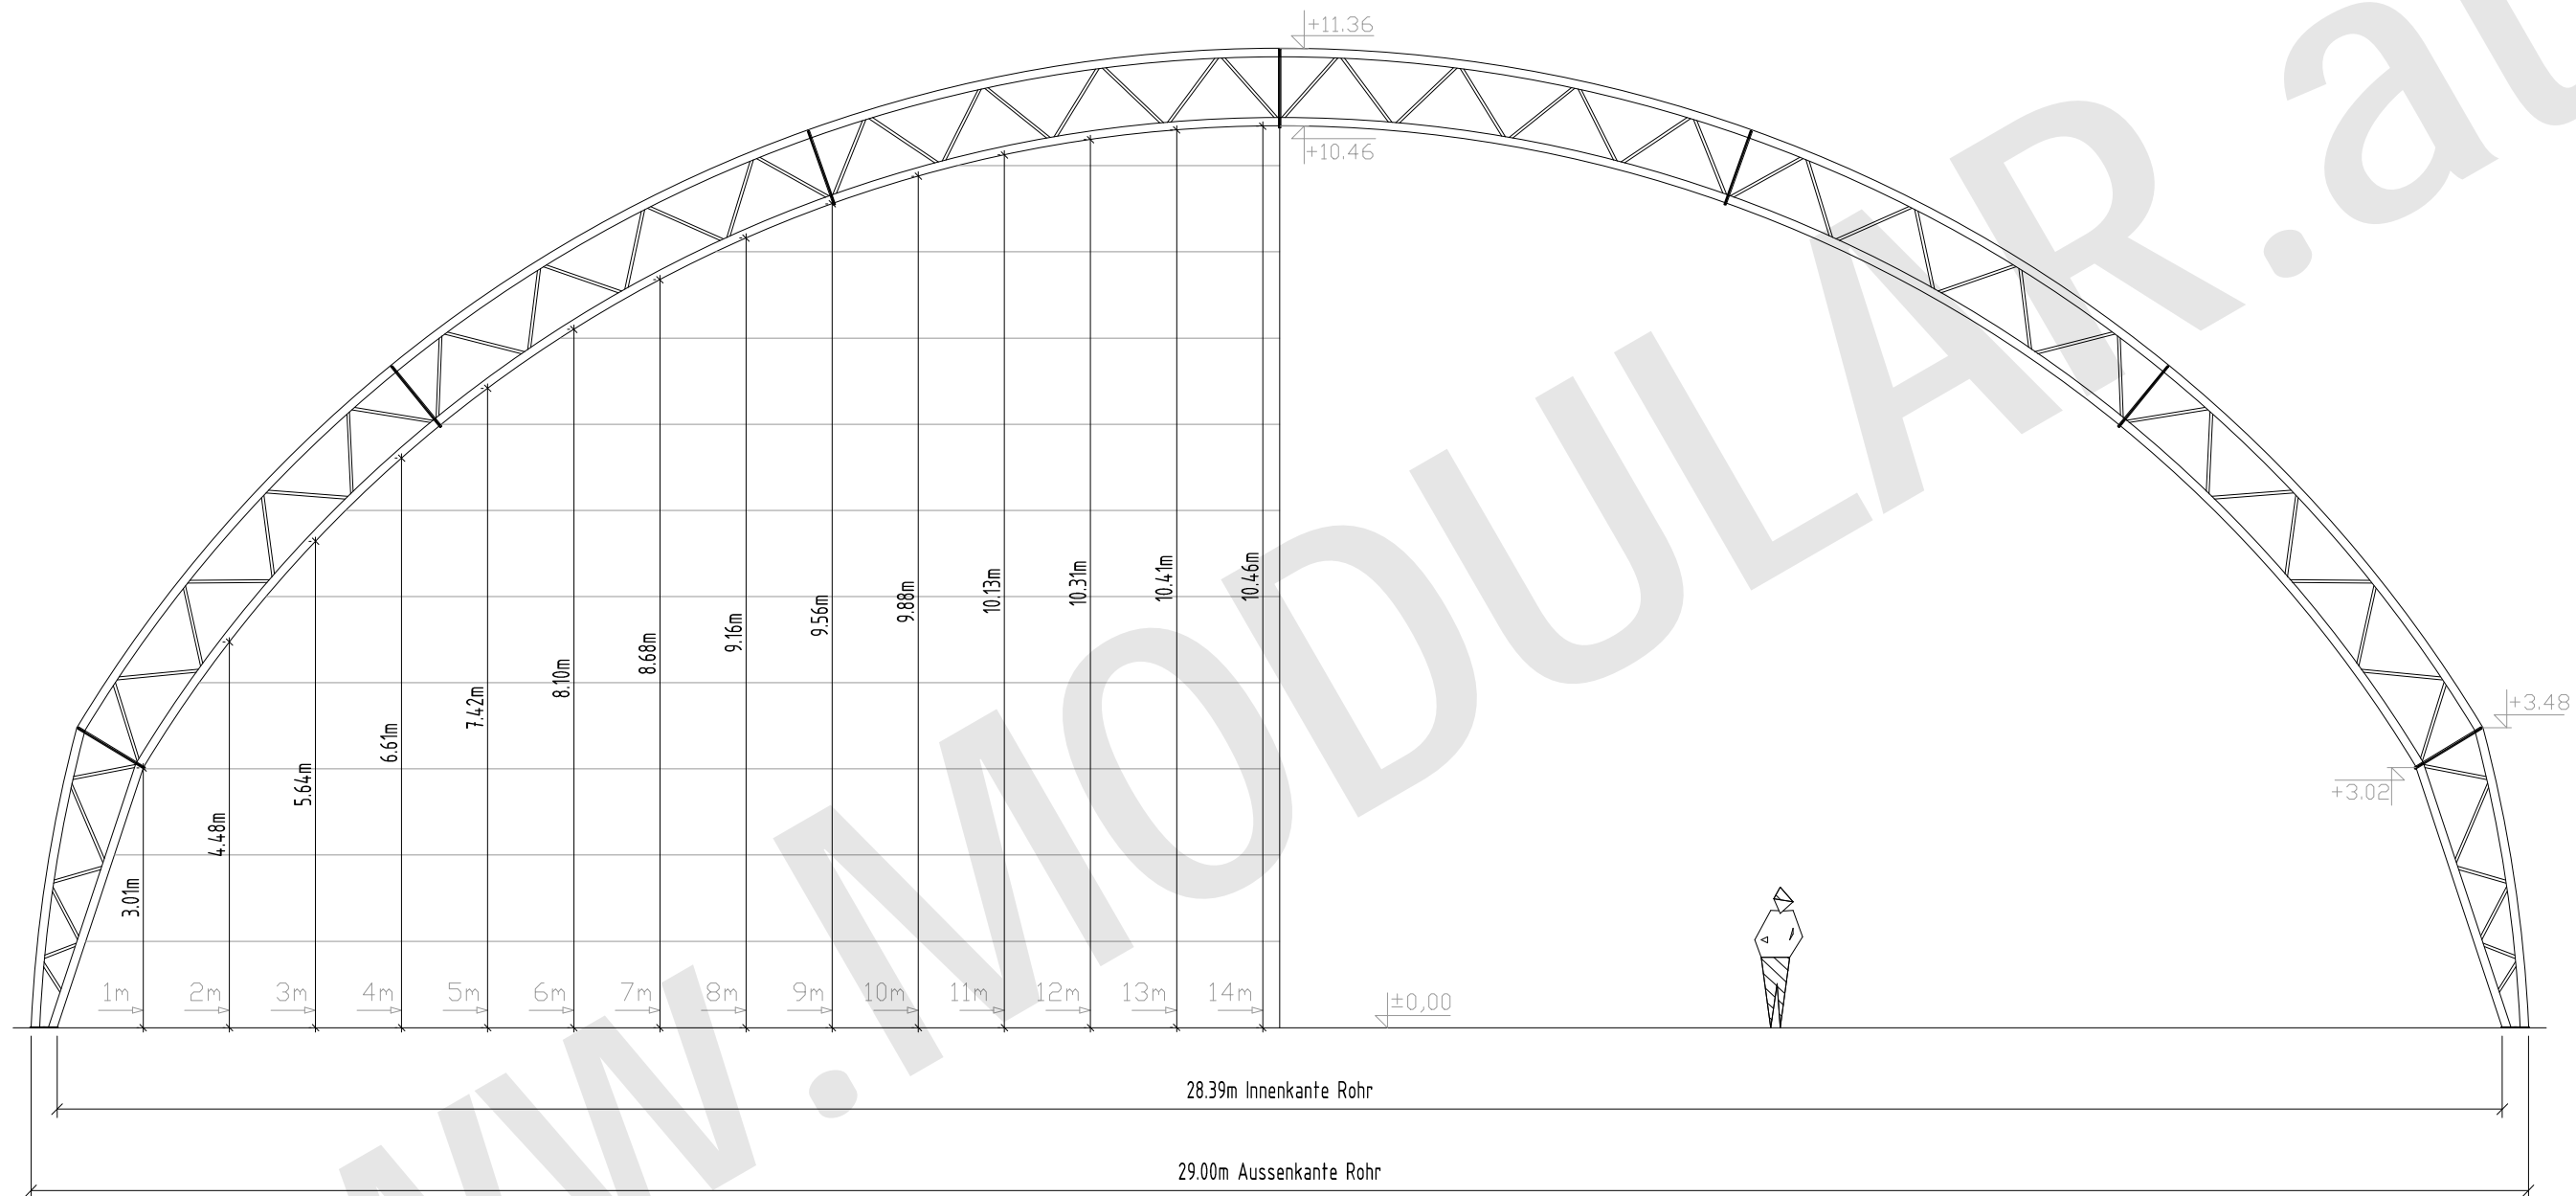 +11.36
+10.46
+3.48
+3.02
3.01m
4.48m
5.64m
6.61m
7.42m
8.10m
8.68m
9.16m
9.56m
9.88m
10.13m
10.31m
10.41m
10.46m
1m
2m
3m
4m
5m
6m
7m
8m
9m
10m
11m
12m
13m
14m
±0,00
28.39m Innenkante Rohr
29.00m Aussenkante Rohr
w.MODULAR.at